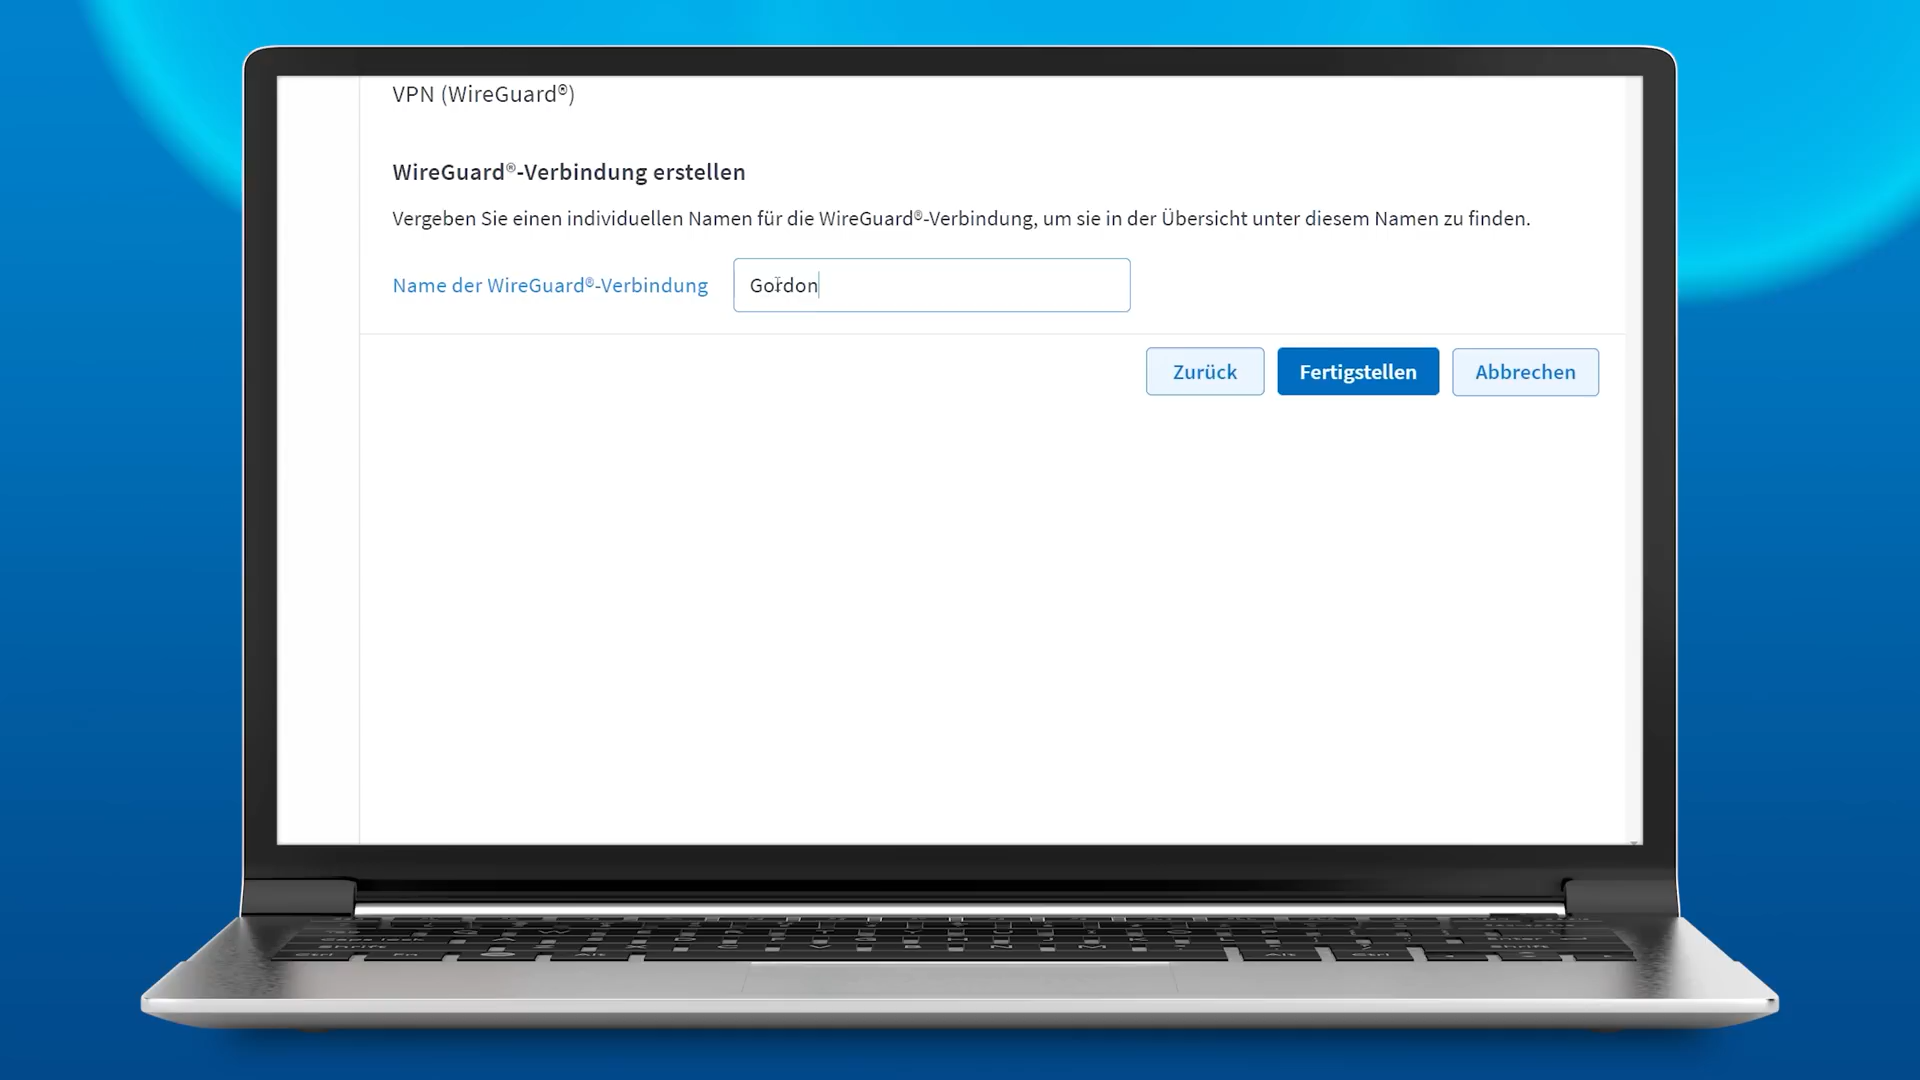 VPN (WireGuard®)
WireGuard®-Verbindung erstellen
Vergeben Sie einen individuellen Namen für die WireGuard®-Verbindung, um sie in der Übersicht unter diesem Namen zu finden.
Name der WireGuard®-Verbindung
Gordon
Zurück
Fertigstellen
Abbrechen